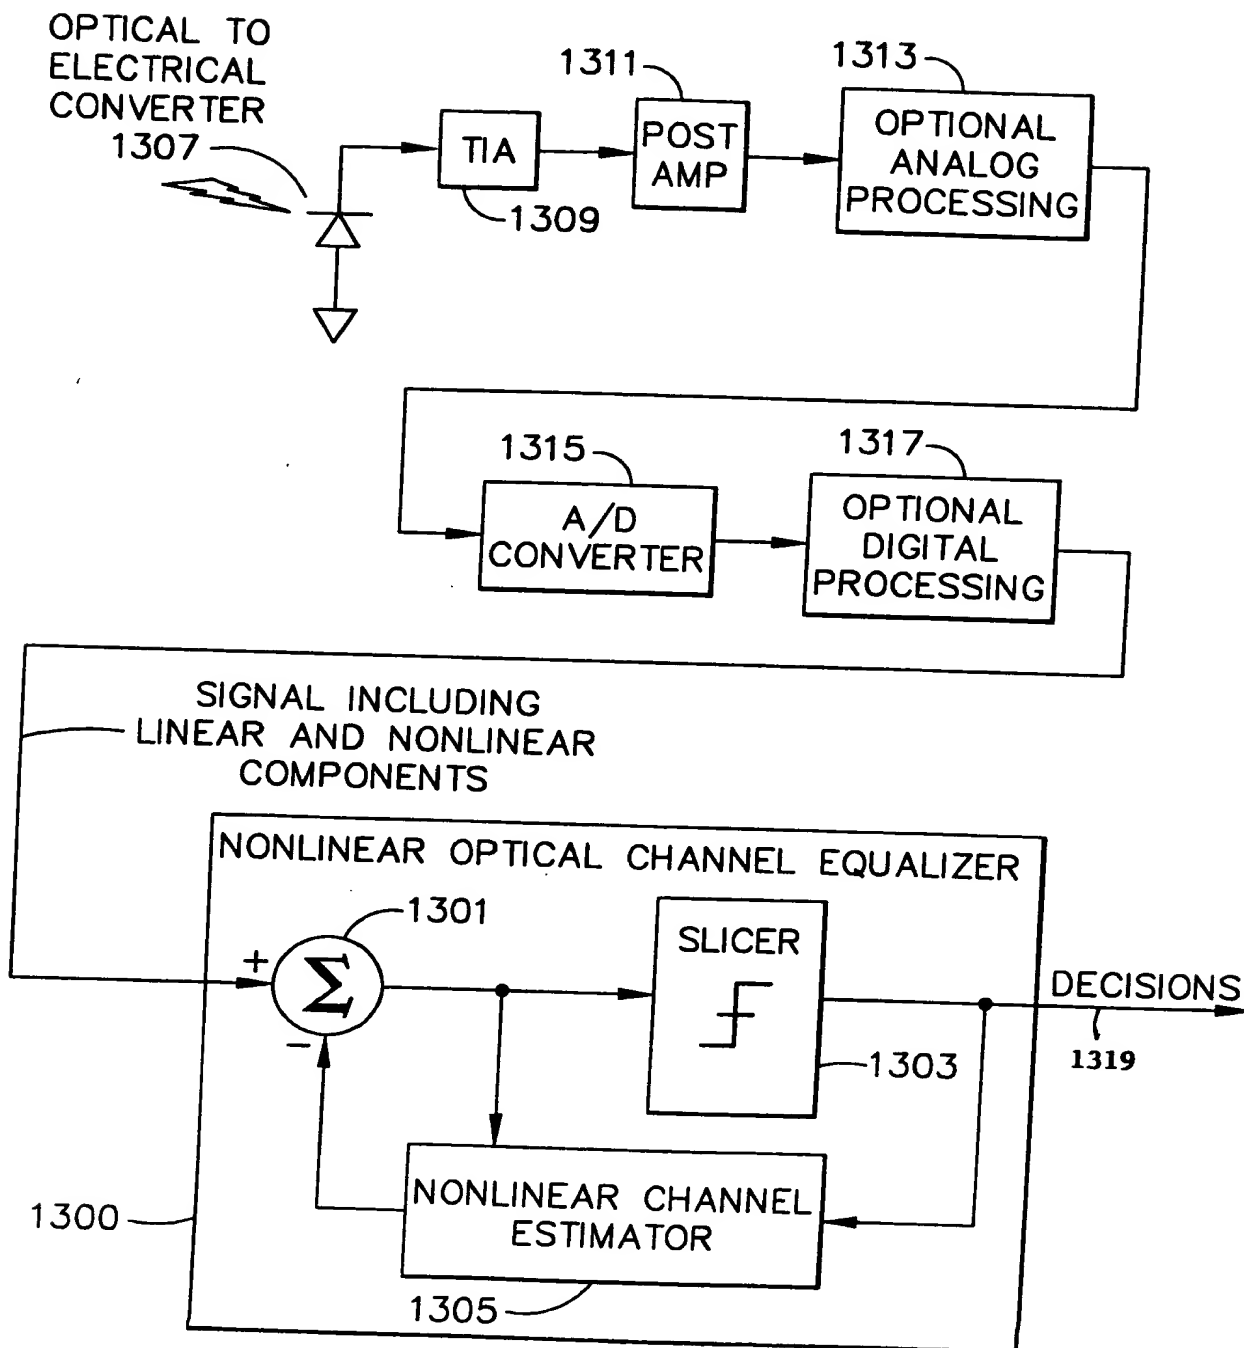 OPTICAL TO
ELECTRICAL
CONVERTER
1307
TIA
1309
1311
POST
AMP
1313
OPTIONAL
ANALOG
PROCESSING
1315
A/D
CONVERTER
1317
OPTIONAL
DIGITAL
PROCESSING
SIGNAL INCLUDING
LINEAR AND NONLINEAR
COMPONENTS
NONLINEAR OPTICAL CHANNEL EQUALIZER
1301
+
Σ
−
SLICER
1303
DECISIONS
1319
NONLINEAR CHANNEL
ESTIMATOR
1300
1305